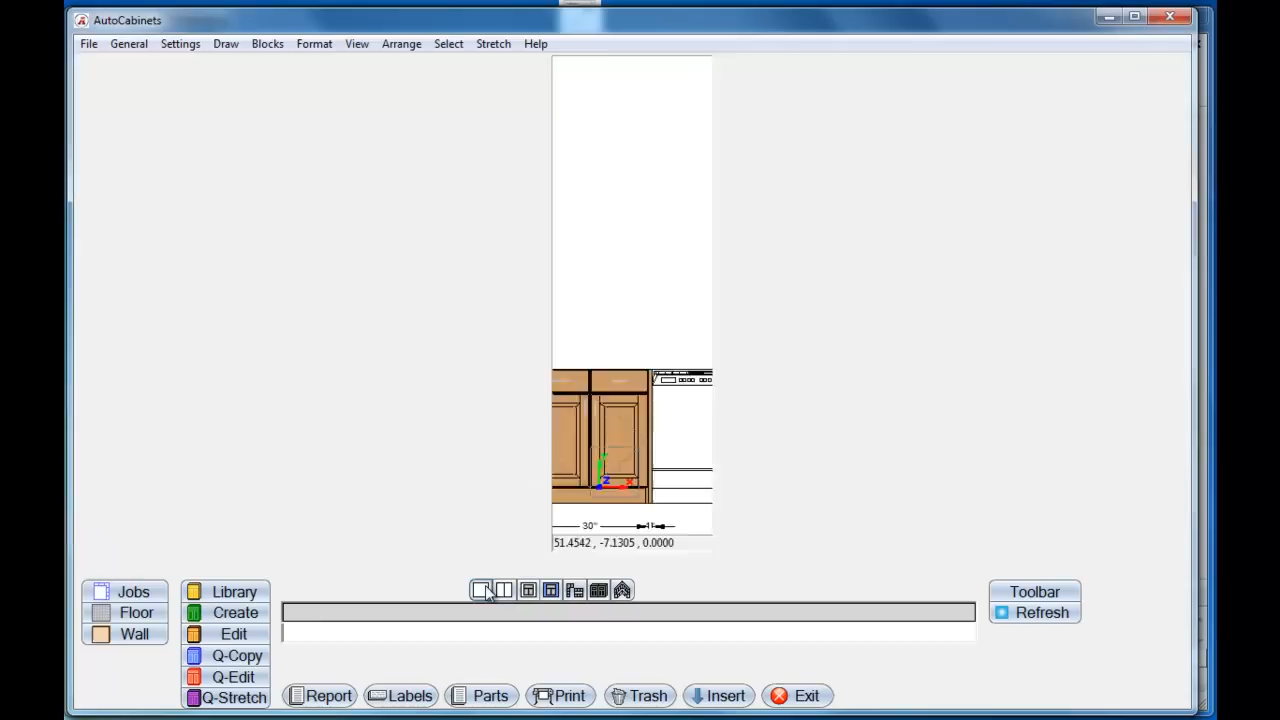 AutoCabinets
File General Settings Draw Blocks Format View Arrange Select Stretch Help
Z X
30"
51.4542 , -7.1305 , 0.0000
Jobs
Floor
Wall
Library
Create
Edit
Q-Copy
Q-Edit
Q-Stretch
Toolbar
Refresh
Report Labels Parts Print Trash Insert Exit